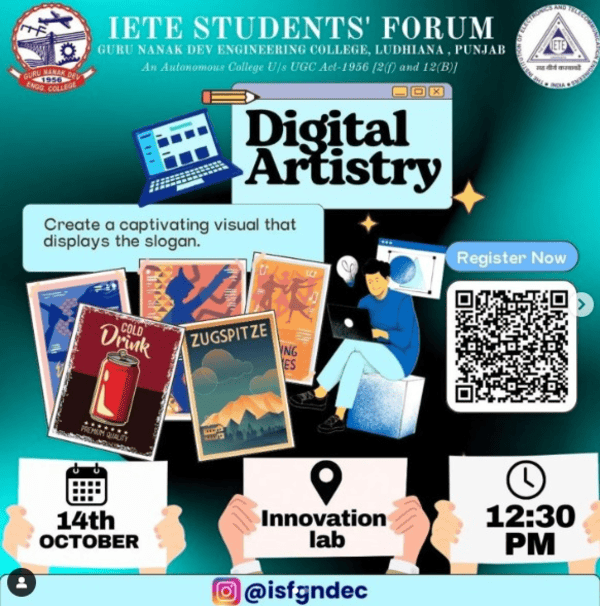 IETE STUDENTS' FORUM
GURU NANAK DEV ENGINEERING COLLEGE, LUDHIANA , PUNJAB
An Autonomous College U/s UGC Act-1956 [2(f) and 12(B)]
GURU NANAK DEV
1956
ENGG. COLLEGE
IETE
INDIA
Digital
Artistry
Create a captivating visual that
displays the slogan.
Register Now
COLD
Drink
PREMIUM QUALITY
ZUGSPITZE
14th
OCTOBER
Innovation
lab
12:30
PM
@isfgndec